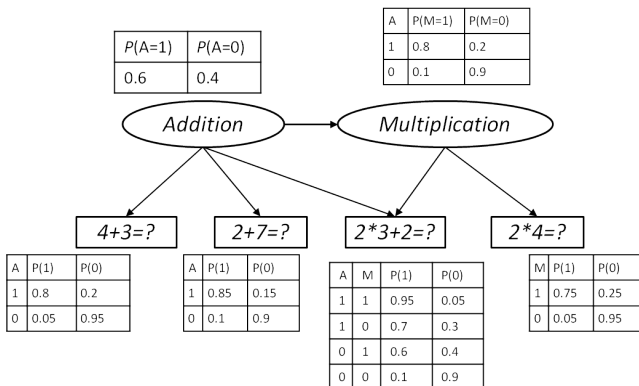 P(A=1) P(A=0)
0.6 0.4
A P(M=1) P(M=0)
1 0.8 0.2
0 0.1 0.9
Addition
Multiplication
4+3=?
2+7=?
2*3+2=?
2*4=?
A P(1) P(0)
1 0.8 0.2
0 0.05 0.95
A P(1) P(0)
1 0.85 0.15
0 0.1 0.9
A M P(1) P(0)
1 1 0.95 0.05
1 0 0.7 0.3
0 1 0.6 0.4
0 0 0.1 0.9
M P(1) P(0)
1 0.75 0.25
0 0.05 0.95